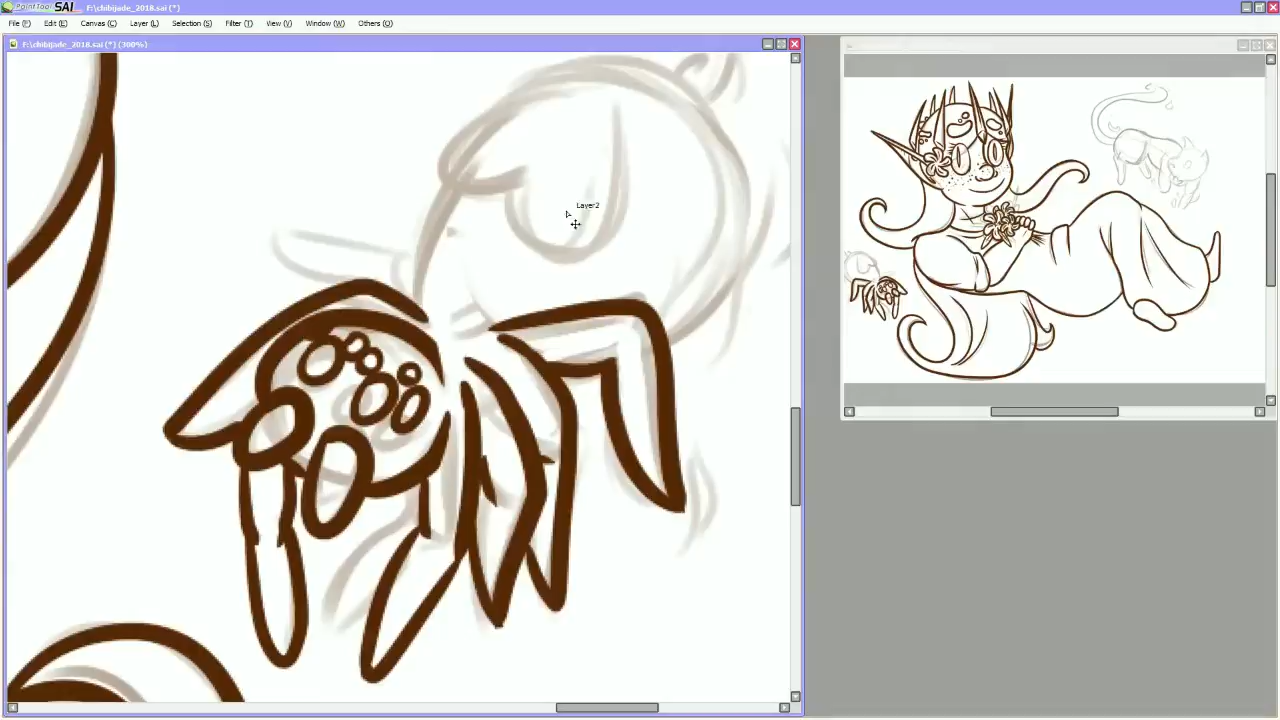 PaintTool SAI F:\chibijade_2018.sai (*)
File (F) Edit (E) Canvas (C) Layer (L) Selection (S) Filter (T) View (V) Window (W) Others (O)
F:\chibijade_2018.sai (*) (300%)
Layer2